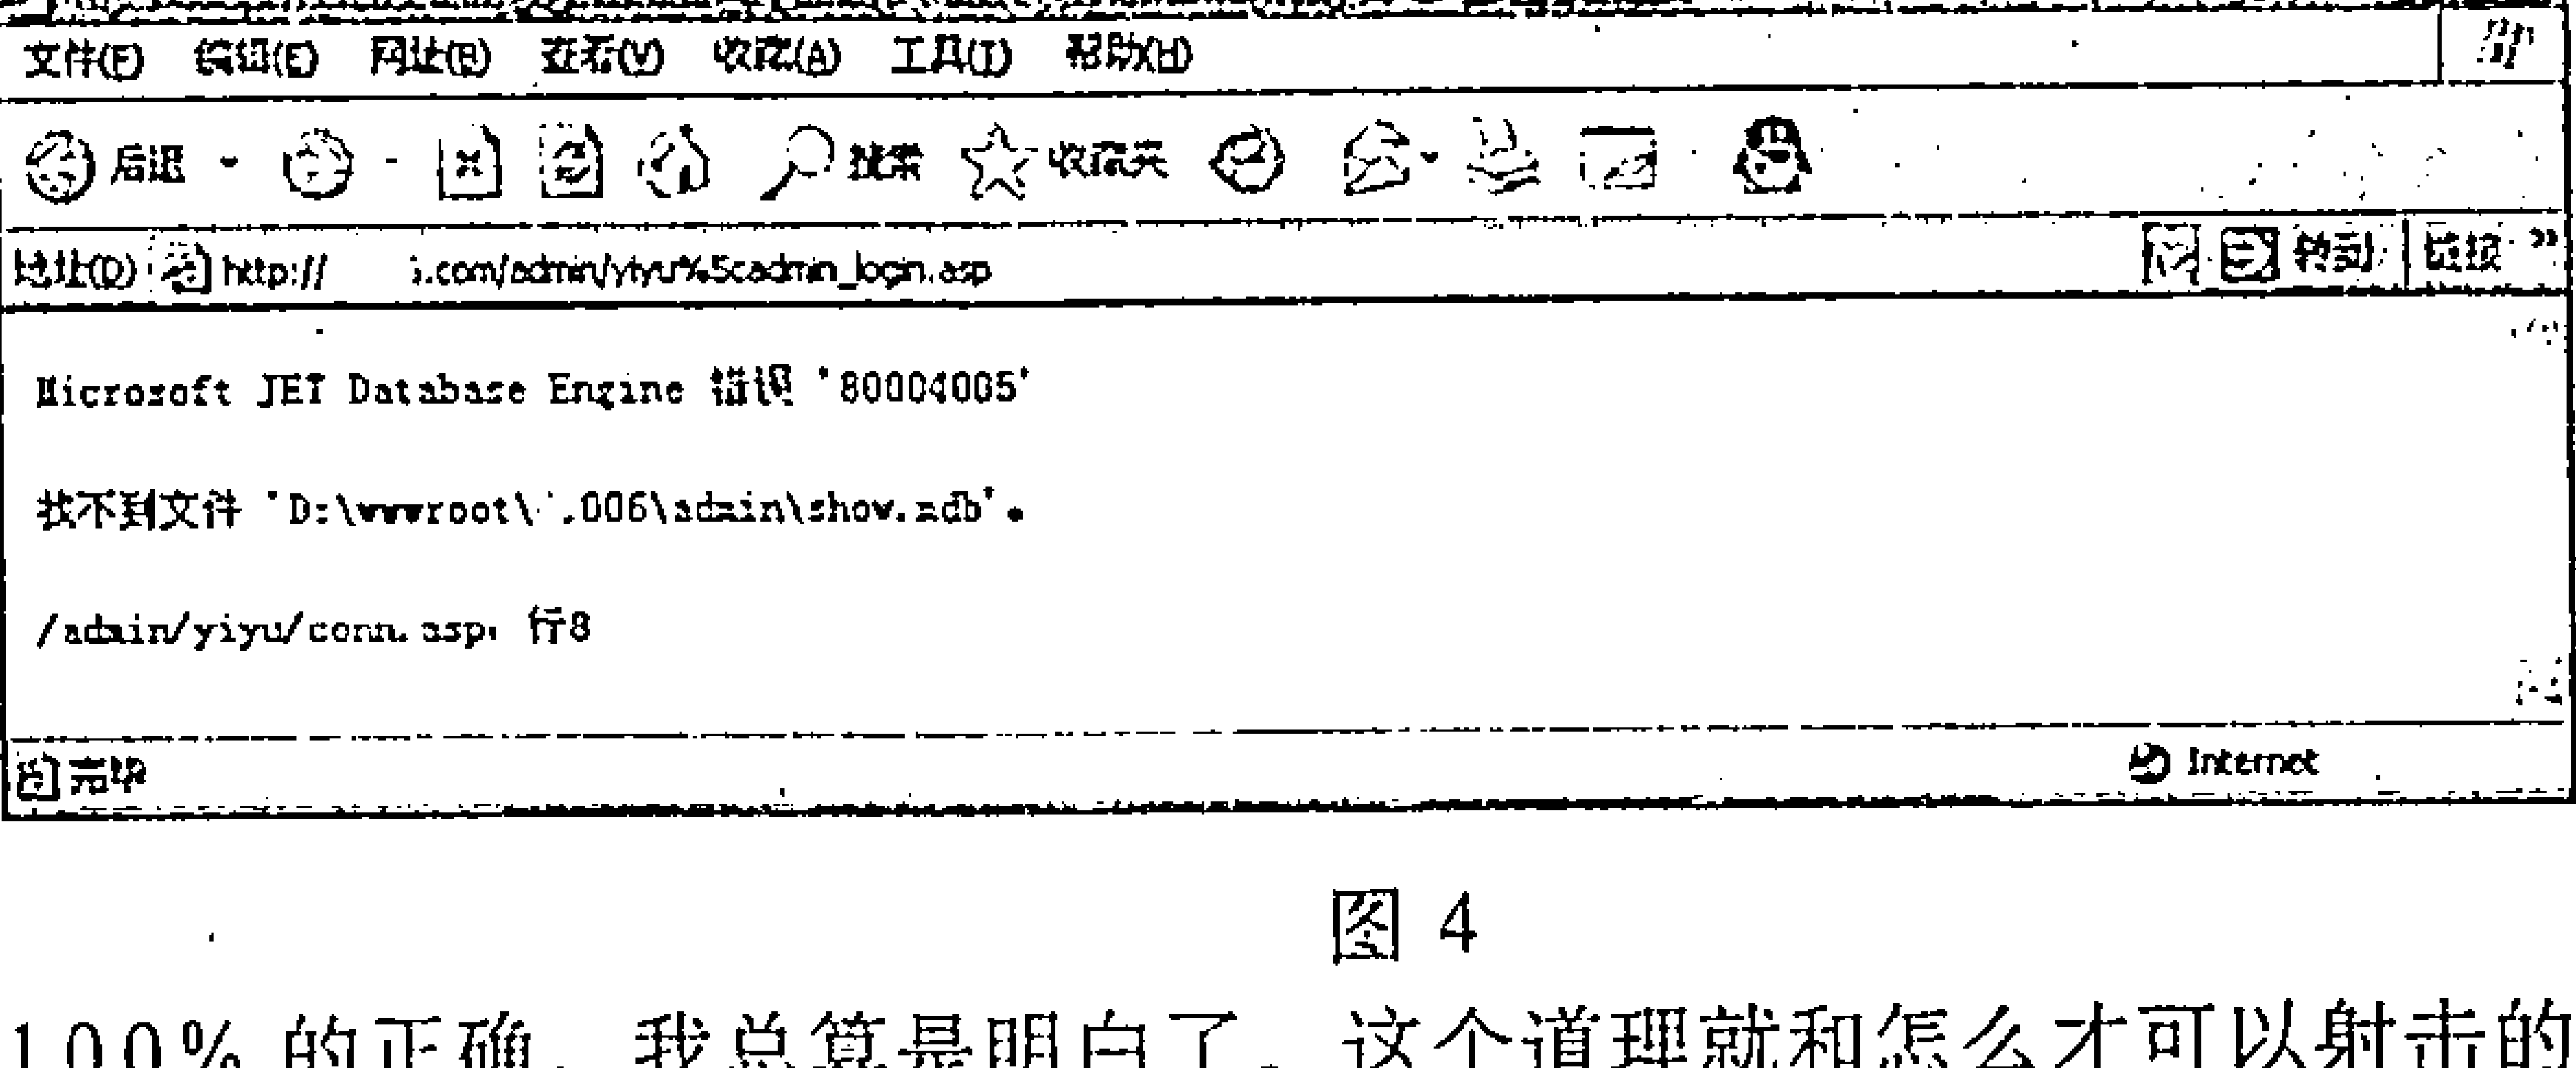 文件(F) 编辑(E) 网址(B) 查看(V) 收藏(A) 工具(T) 帮助(H)
后退 搜索 收藏夹
地址(D) http:// .com/admin/yiyu%5cadmin_login.asp 转到 链接 »
Microsoft JET Database Engine 错误 '80004005'
找不到文件 'D:\wwwroot\ .006\admin\show.mdb'。
/admin/yiyu/conn.asp, 行8
完毕 Internet
图 4
100% 的正确，我总算是明白了。这个道理就和怎么才可以射击的